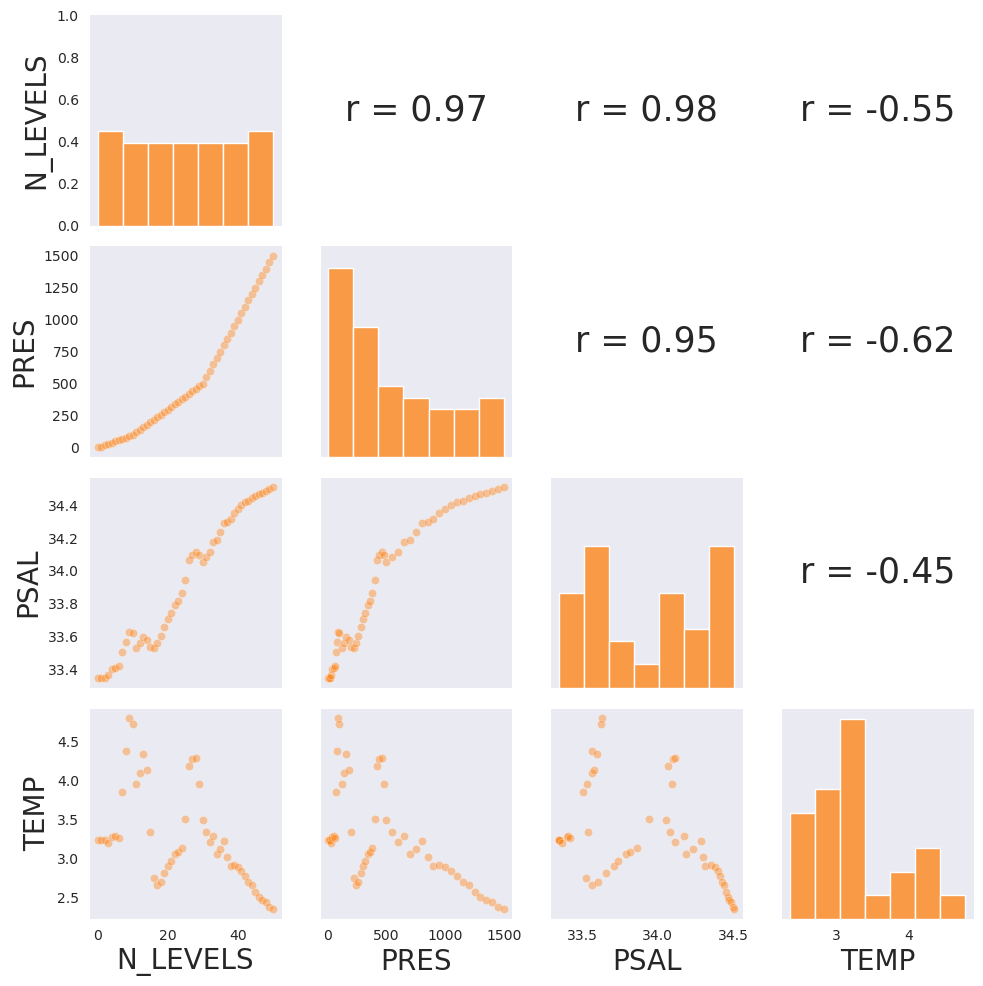 1.0
0.8
0.6
0.4
0.2
0.0
N_LEVELS
r = 0.97
r = 0.98
r = -0.55
1500
1250
1000
750
500
250
0
PRES
r = 0.95
r = -0.62
34.4
34.2
34.0
33.8
33.6
33.4
PSAL
r = -0.45
4.5
4.0
3.5
3.0
2.5
TEMP
0 40
N_LEVELS
0 500 1000 1500
PRES
33.5 34.0 34.5
PSAL
3 4
TEMP